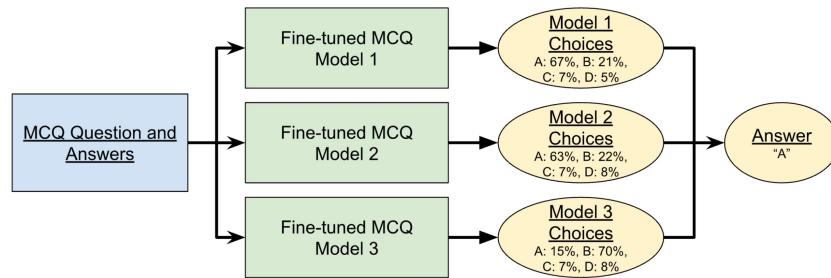 MCQ Question and
Answers
Fine-tuned MCQ
Model 1
Model 1
Choices
A: 67%, B: 21%,
C: 7%, D: 5%
Fine-tuned MCQ
Model 2
Model 2
Choices
A: 63%, B: 22%,
C: 7%, D: 8%
Fine-tuned MCQ
Model 3
Model 3
Choices
A: 15%, B: 70%,
C: 7%, D: 8%
Answer
“A”